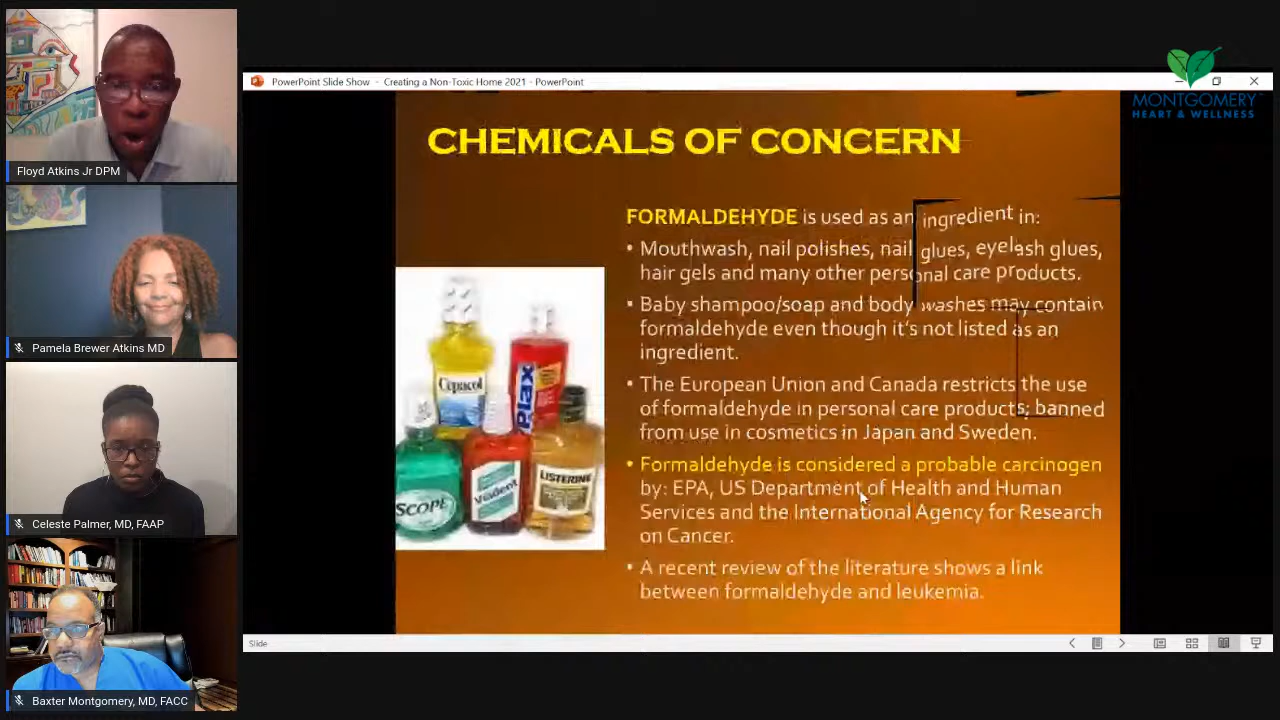 Floyd Atkins Jr DPM
Pamela Brewer Atkins MD
Celeste Palmer, MD, FAAP
Baxter Montgomery, MD, FACC
PowerPoint Slide Show - Creating a Non-Toxic Home 2021 - PowerPoint
MONTGOMERY
HEART & WELLNESS
CHEMICALS OF CONCERN
FORMALDEHYDE is used as an ingredient in:
• Mouthwash, nail polishes, nail glues, eyelash glues,
hair gels and many other personal care products.
• Baby shampoo/soap and body washes may contain
formaldehyde even though it's not listed as an
ingredient.
• The European Union and Canada restricts the use
of formaldehyde in personal care products; banned
from use in cosmetics in Japan and Sweden.
• Formaldehyde is considered a probable carcinogen
by: EPA, US Department of Health and Human
Services and the International Agency for Research
on Cancer.
• A recent review of the literature shows a link
between formaldehyde and leukemia.
Cepacol
Plax
SCOPE
Viadent
LISTERINE
Slide